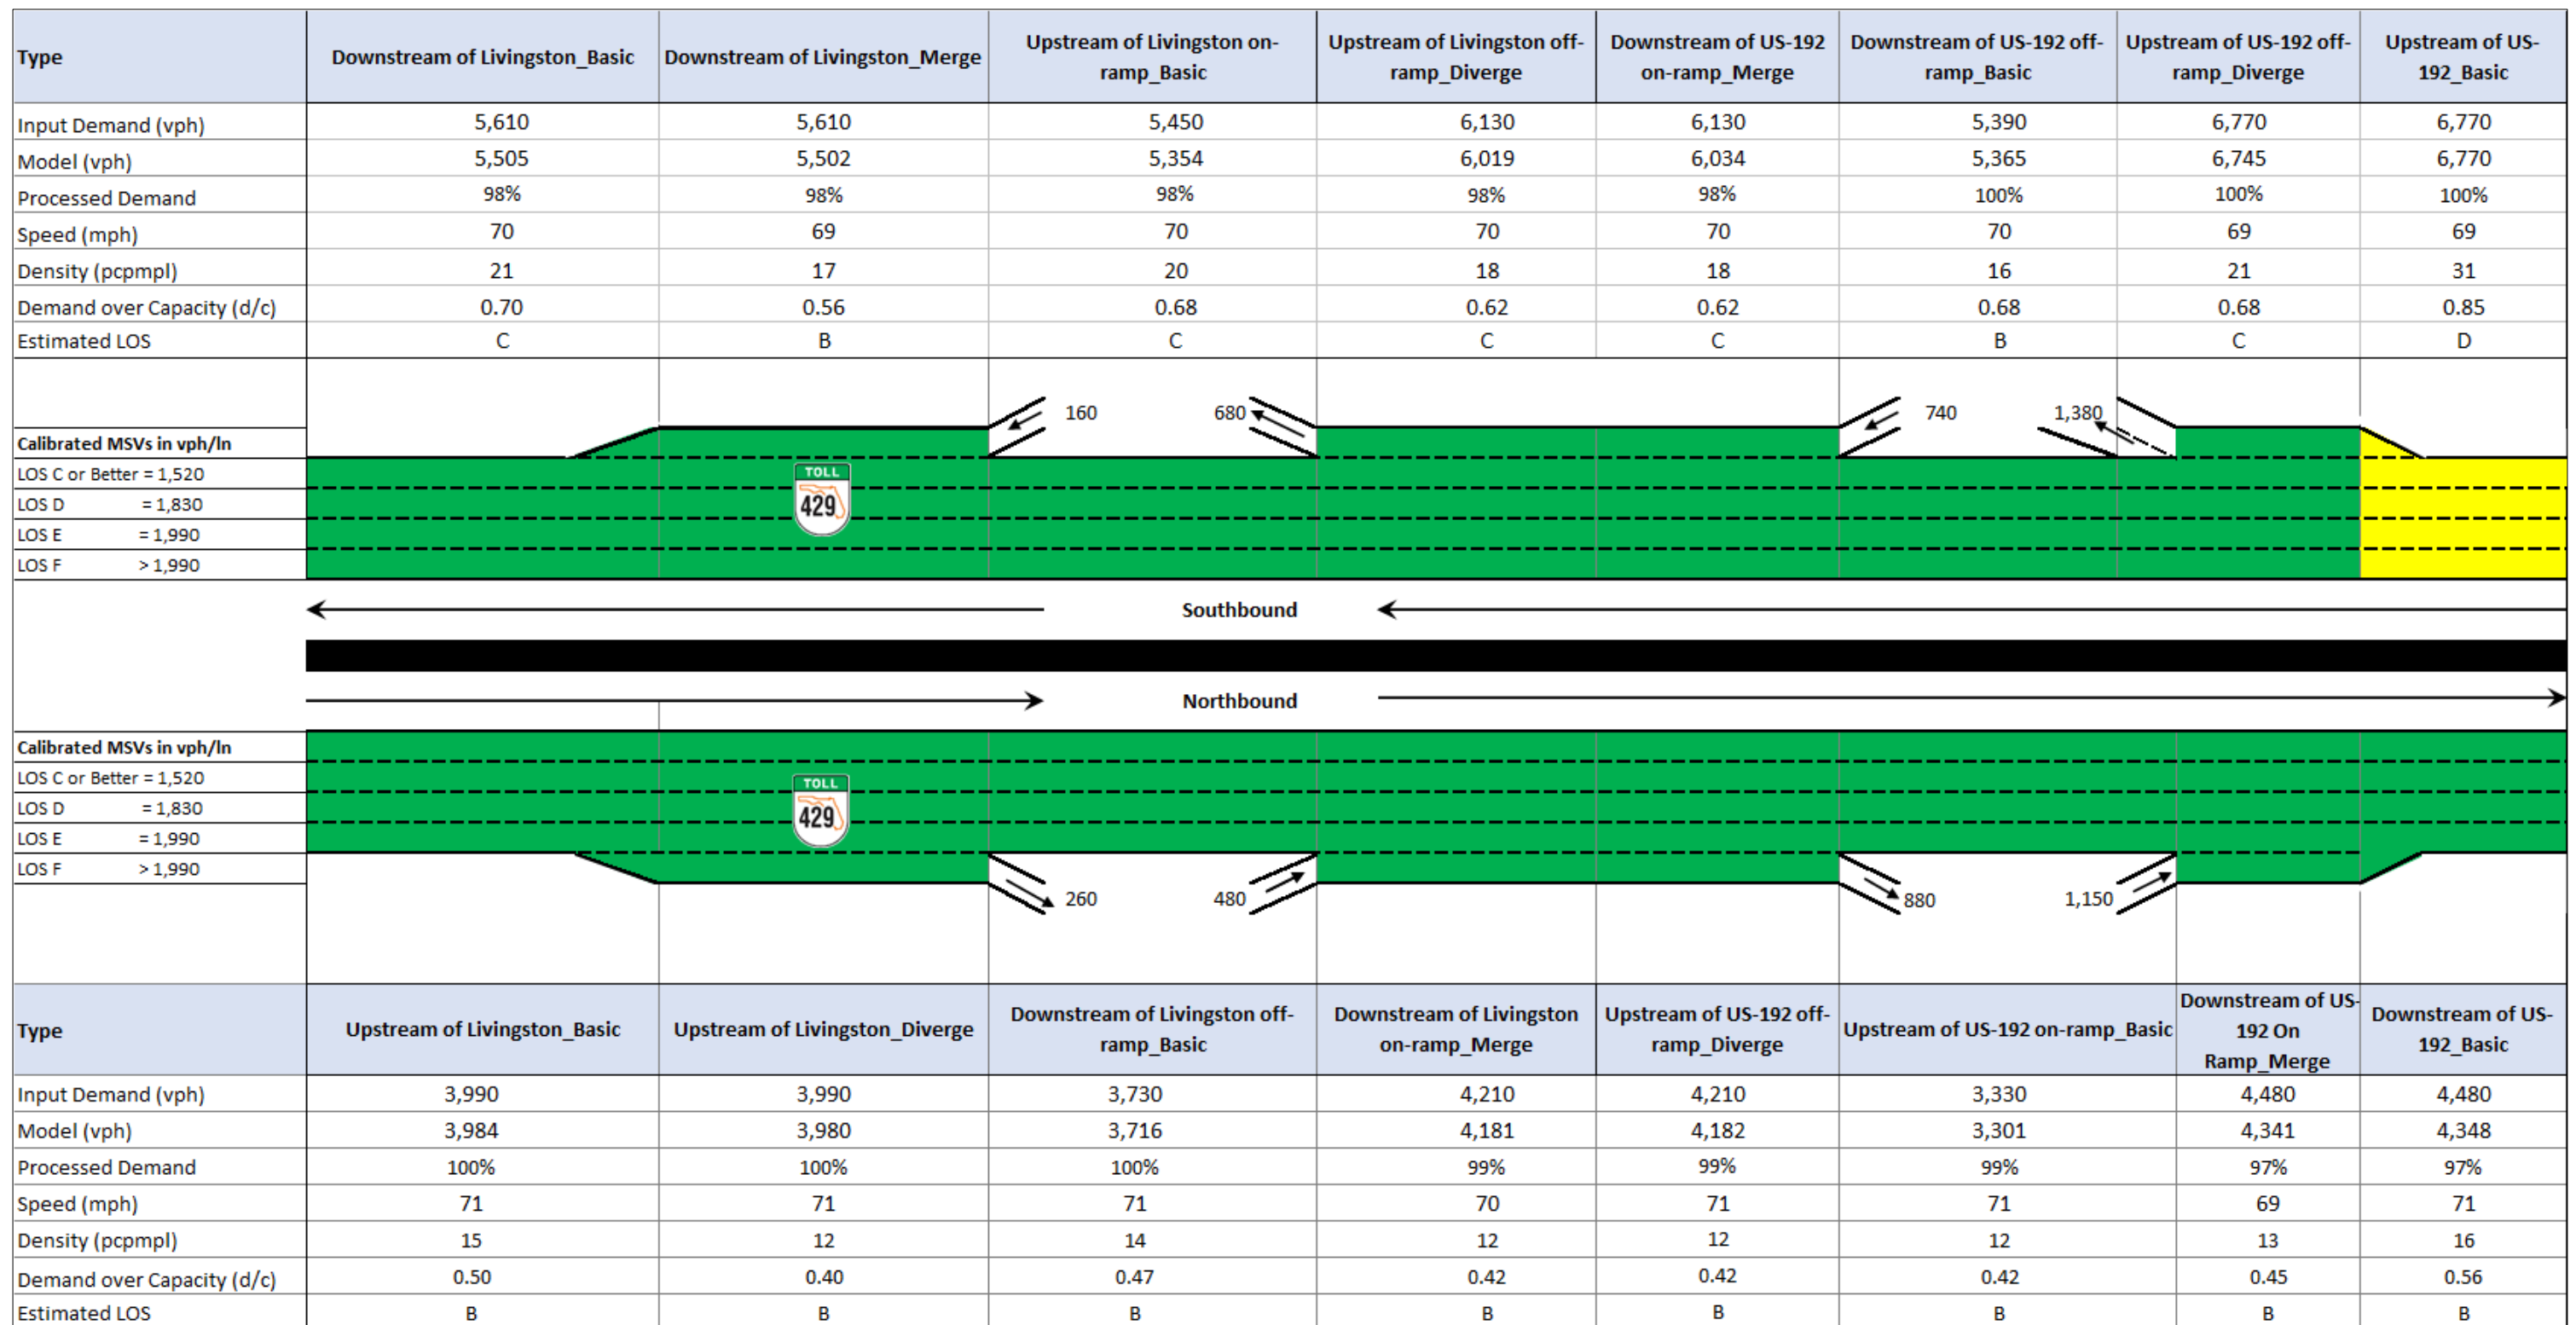 Type Downstream of Livingston_Basic Downstream of Livingston_Merge Upstream of Livingston on-ramp_Basic Upstream of Livingston off-ramp_Diverge Downstream of US-192 on-ramp_Merge Downstream of US-192 off-ramp_Basic Upstream of US-192 off-ramp_Diverge Upstream of US-192_Basic
Input Demand (vph) 5,610 5,610 5,450 6,130 6,130 5,390 6,770 6,770
Model (vph) 5,505 5,502 5,354 6,019 6,034 5,365 6,745 6,770
Processed Demand 98% 98% 98% 98% 98% 100% 100% 100%
Speed (mph) 70 69 70 70 70 70 69 69
Density (pcpmpl) 21 17 20 18 18 16 21 31
Demand over Capacity (d/c) 0.70 0.56 0.68 0.62 0.62 0.68 0.68 0.85
Estimated LOS C B C C C B C D
160 680 740 1,380
Calibrated MSVs in vph/ln
LOS C or Better = 1,520
TOLL
429
LOS D = 1,830
LOS E = 1,990
LOS F > 1,990
Southbound
Northbound
Calibrated MSVs in vph/ln
LOS C or Better = 1,520
TOLL
429
LOS D = 1,830
LOS E = 1,990
LOS F > 1,990
260 480 880 1,150
Type Upstream of Livingston_Basic Upstream of Livingston_Diverge Downstream of Livingston off-ramp_Basic Downstream of Livingston on-ramp_Merge Upstream of US-192 off-ramp_Diverge Upstream of US-192 on-ramp_Basic Downstream of US-192 On Ramp_Merge Downstream of US-192_Basic
Input Demand (vph) 3,990 3,990 3,730 4,210 4,210 3,330 4,480 4,480
Model (vph) 3,984 3,980 3,716 4,181 4,182 3,301 4,341 4,348
Processed Demand 100% 100% 100% 99% 99% 99% 97% 97%
Speed (mph) 71 71 71 70 71 71 69 71
Density (pcpmpl) 15 12 14 12 12 12 13 16
Demand over Capacity (d/c) 0.50 0.40 0.47 0.42 0.42 0.42 0.45 0.56
Estimated LOS B B B B B B B B